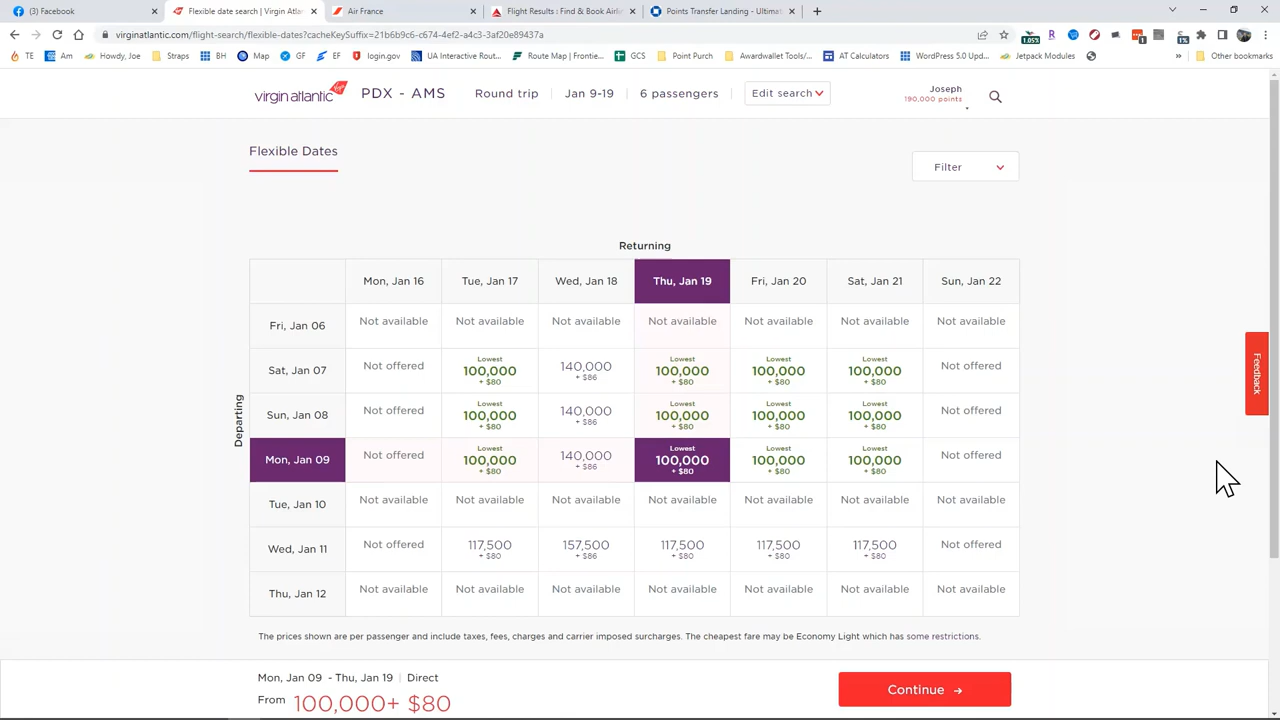 (3) Facebook
Flexible date search | Virgin Atlan
Air France
Flight Results : Find & Book Airli
Points Transfer Landing - Ultimat
virginatlantic.com/flight-search/flexible-dates?cacheKeySuffix=21b6b9c6-c674-4ef2-a4c3-3af20e89437a
TE
Am
Howdy, Joe
Straps
BH
Map
GF
EF
login.gov
UA Interactive Rout...
Route Map | Frontie...
GCS
Point Purch
Awardwallet Tools/...
AT Calculators
WordPress 5.0 Upd...
Jetpack Modules
Other bookmarks
virgin atlantic
PDX - AMS
Round trip
Jan 9-19
6 passengers
Edit search
Joseph
190,000 points
Flexible Dates
Filter
Returning
Mon, Jan 16 Tue, Jan 17 Wed, Jan 18 Thu, Jan 19 Fri, Jan 20 Sat, Jan 21 Sun, Jan 22
Fri, Jan 06 Not available Not available Not available Not available Not available Not available Not available
Lowest Lowest Lowest Lowest
Sat, Jan 07 Not offered 100,000 140,000 100,000 100,000 100,000 Not offered
+ $80 + $86 + $80 + $80 + $80
Departing
Lowest Lowest Lowest Lowest
Sun, Jan 08 Not offered 100,000 140,000 100,000 100,000 100,000 Not offered
+ $80 + $86 + $80 + $80 + $80
Lowest Lowest Lowest Lowest
Mon, Jan 09 Not offered 100,000 140,000 100,000 100,000 100,000 Not offered
+ $80 + $86 + $80 + $80 + $80
Tue, Jan 10 Not available Not available Not available Not available Not available Not available Not available
Wed, Jan 11 Not offered 117,500 157,500 117,500 117,500 117,500 Not offered
+ $80 + $86 + $80 + $80 + $80
Thu, Jan 12 Not available Not available Not available Not available Not available Not available Not available
The prices shown are per passenger and include taxes, fees, charges and carrier imposed surcharges. The cheapest fare may be Economy Light which has some restrictions.
Feedback
Mon, Jan 09 - Thu, Jan 19 | Direct
From 100,000+ $80
Continue